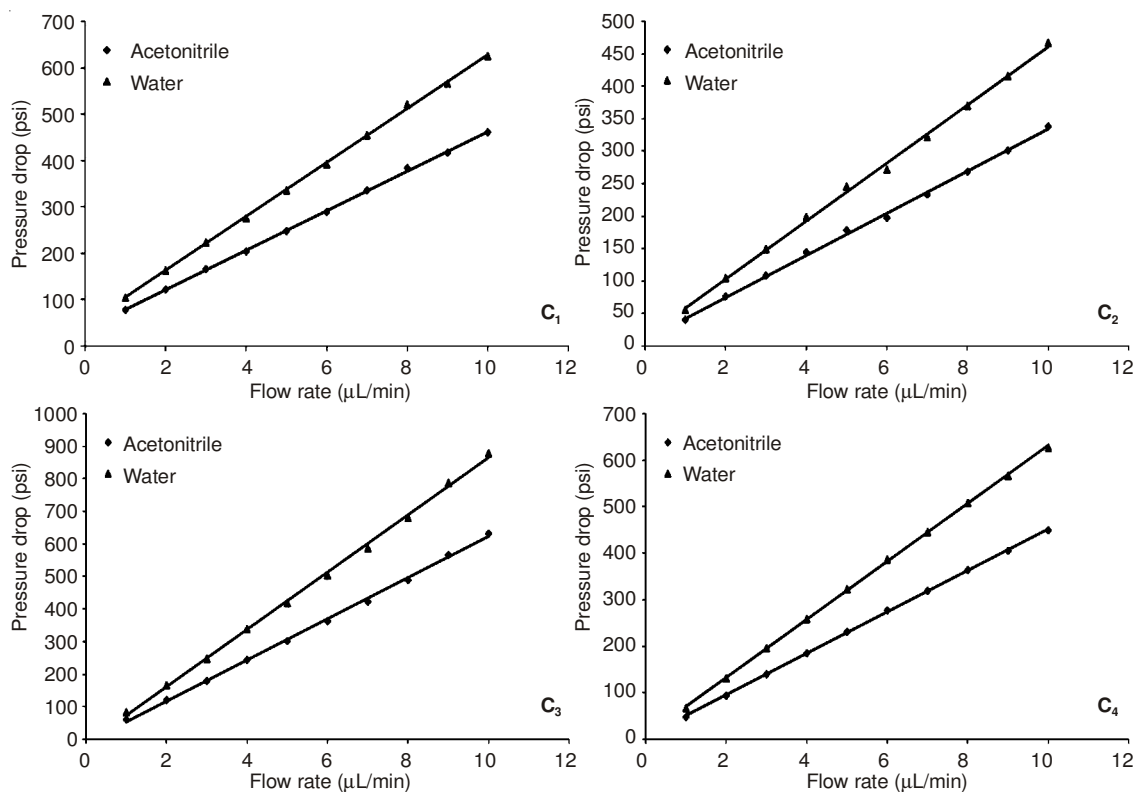 Pressure drop (psi)
700
600
500
400
300
200
100
0
Acetonitrile
Water
C₁
0 2 4 6 8 10 12
Flow rate (μL/min)
Pressure drop (psi)
500
450
400
350
300
250
200
150
100
50
0
Acetonitrile
Water
C₂
0 2 4 6 8 10 12
Flow rate (μL/min)
Pressure drop (psi)
1000
900
800
700
600
500
400
300
200
100
0
Acetonitrile
Water
C₃
0 2 4 6 8 10 12
Flow rate (μL/min)
Pressure drop (psi)
700
600
500
400
300
200
100
0
Acetonitrile
Water
C₄
0 2 4 6 8 10 12
Flow rate (μL/min)